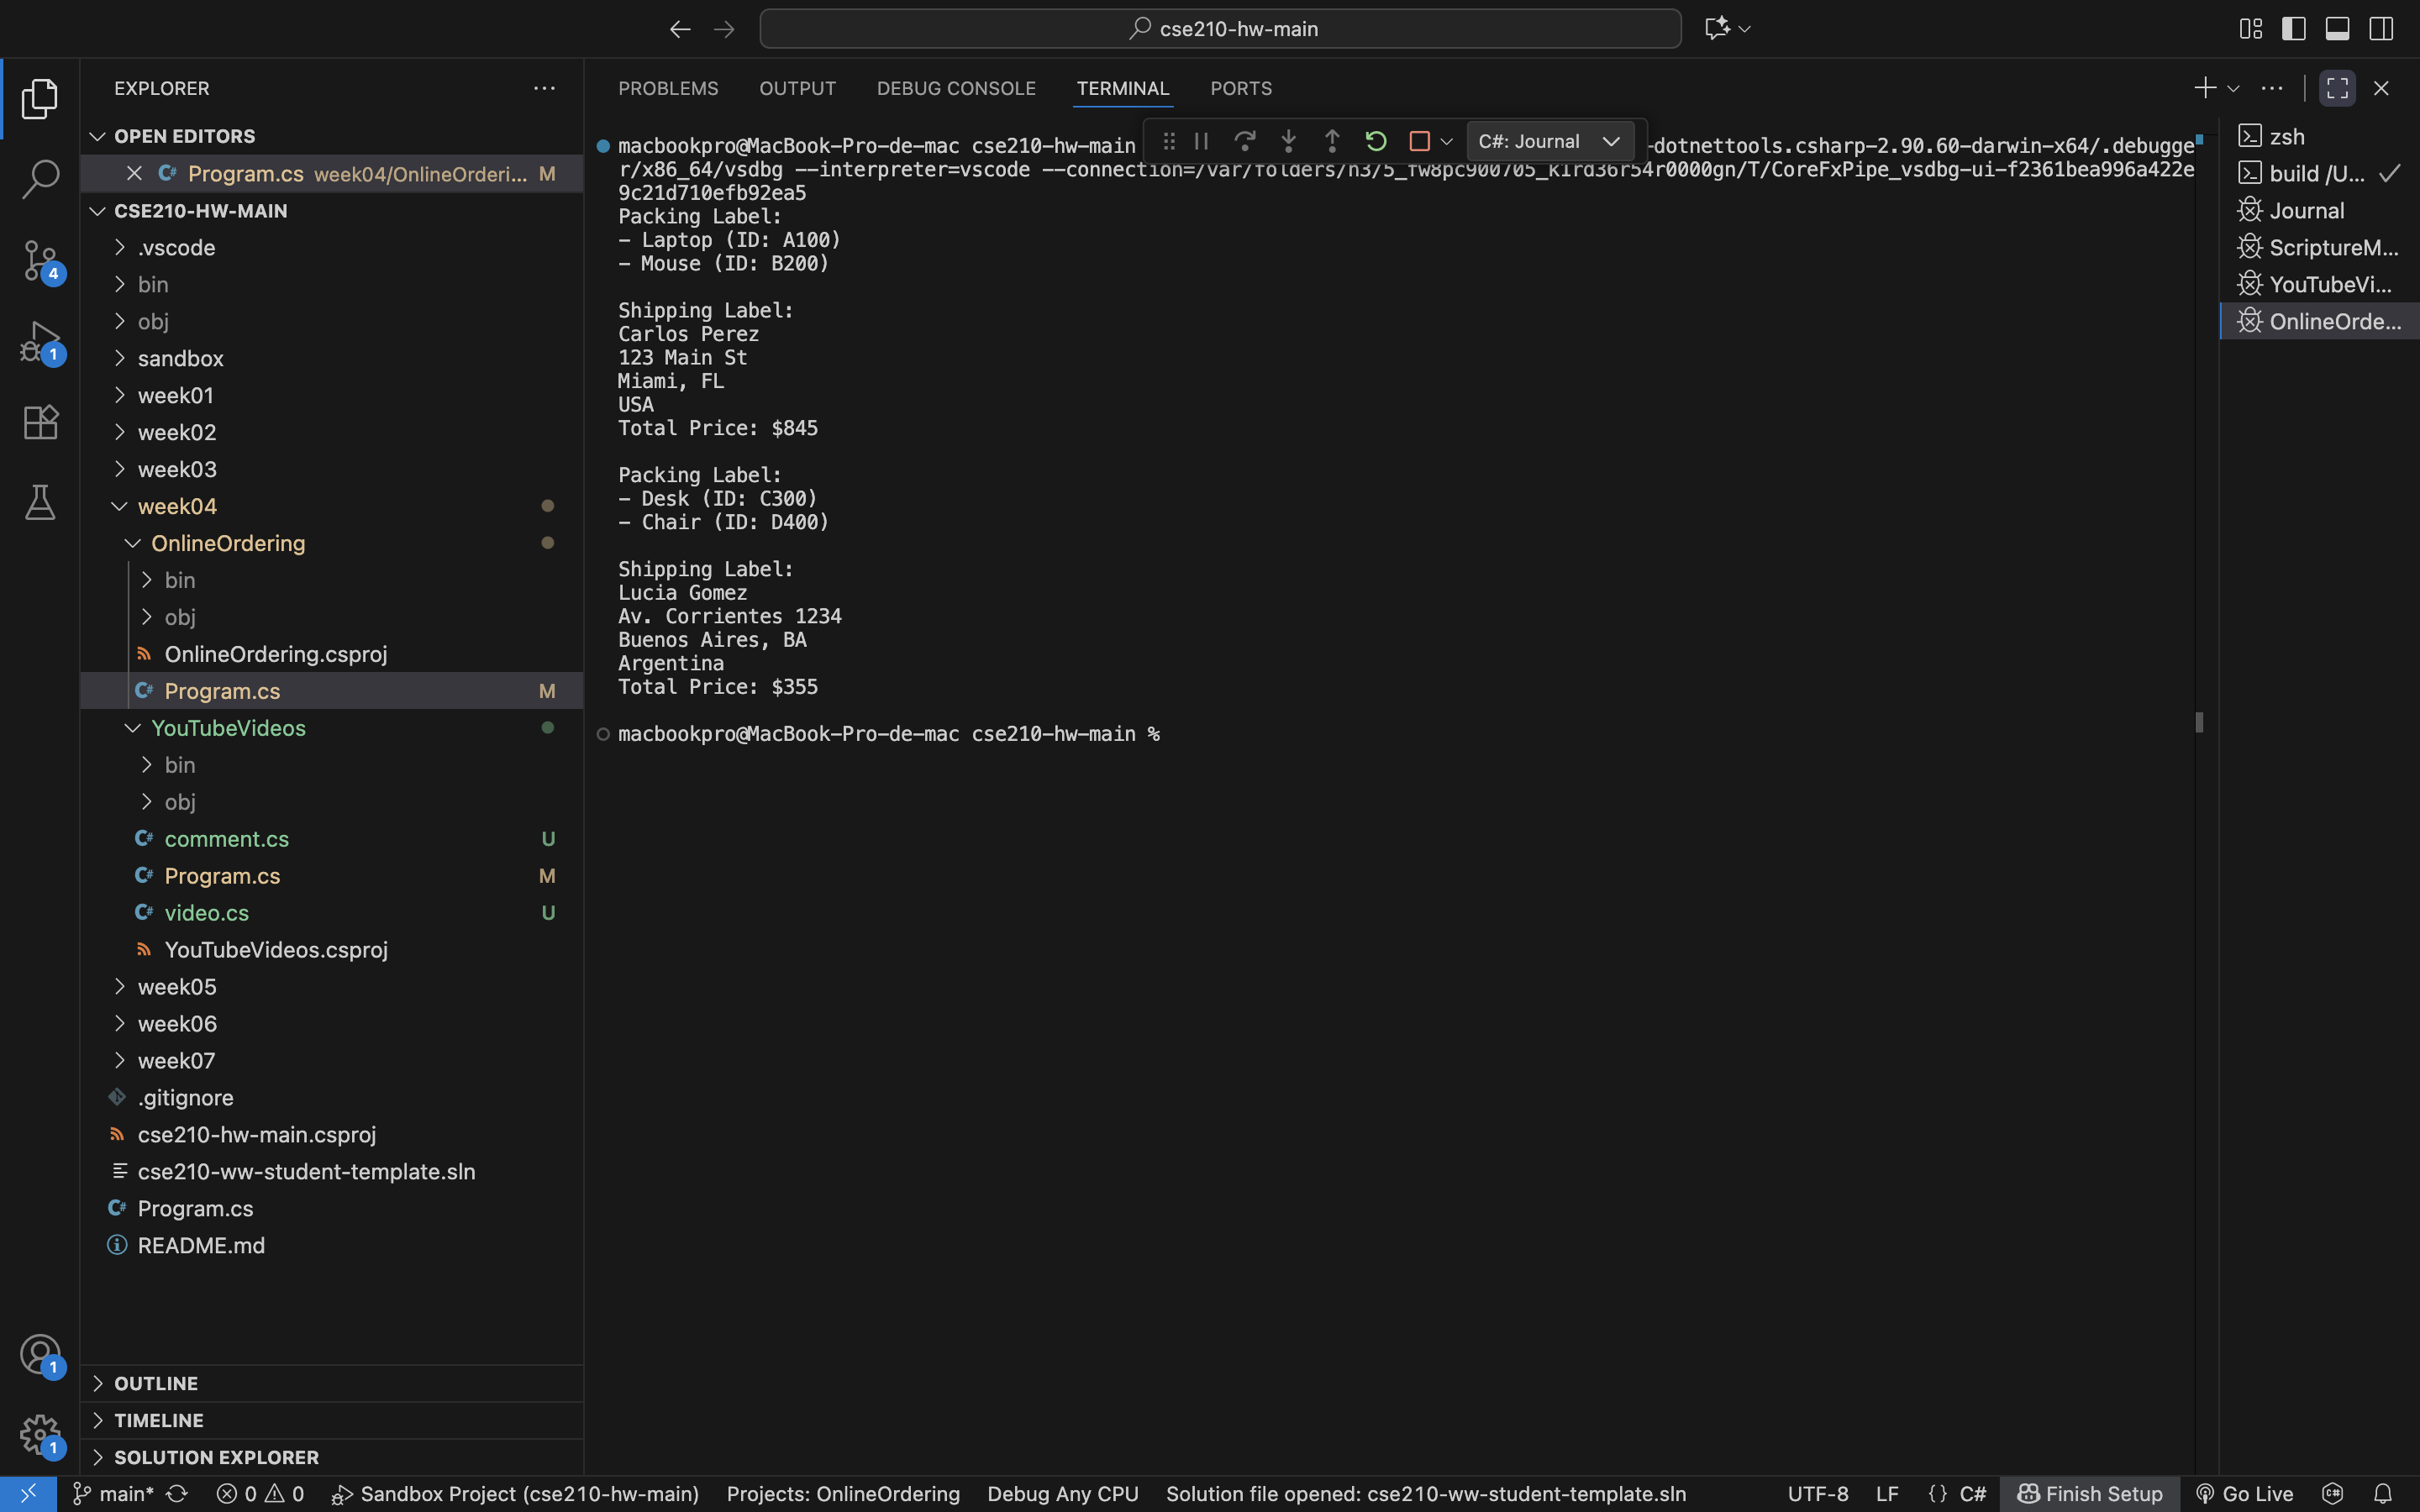 cse210-hw-main
EXPLORER
PROBLEMS OUTPUT DEBUG CONSOLE TERMINAL PORTS
OPEN EDITORS
Program.cs week04/OnlineOrderi... M
CSE210-HW-MAIN
.vscode
bin
obj
sandbox
week01
week02
week03
week04
OnlineOrdering
bin
obj
OnlineOrdering.csproj
Program.cs M
YouTubeVideos
bin
obj
comment.cs U
Program.cs M
video.cs U
YouTubeVideos.csproj
week05
week06
week07
.gitignore
cse210-hw-main.csproj
cse210-ww-student-template.sln
Program.cs
README.md
OUTLINE
TIMELINE
SOLUTION EXPLORER
4
1
1
1
C#: Journal
macbookpro@MacBook-Pro-de-mac cse210-hw-main -dotnettools.csharp-2.90.60-darwin-x64/.debugge
r/x86_64/vsdbg --interpreter=vscode --connection=/var/folders/n3/5_fw8pc900705_k1rd36r54r0000gn/T/CoreFxPipe_vsdbg-ui-f2361bea996a422e
9c21d710efb92ea5
Packing Label:
- Laptop (ID: A100)
- Mouse (ID: B200)
Shipping Label:
Carlos Perez
123 Main St
Miami, FL
USA
Total Price: $845
Packing Label:
- Desk (ID: C300)
- Chair (ID: D400)
Shipping Label:
Lucia Gomez
Av. Corrientes 1234
Buenos Aires, BA
Argentina
Total Price: $355
macbookpro@MacBook-Pro-de-mac cse210-hw-main %
zsh
build /U...
Journal
ScriptureM...
YouTubeVi...
OnlineOrde...
main* 0 0 Sandbox Project (cse210-hw-main) Projects: OnlineOrdering Debug Any CPU Solution file opened: cse210-ww-student-template.sln UTF-8 LF {} C# Finish Setup Go Live